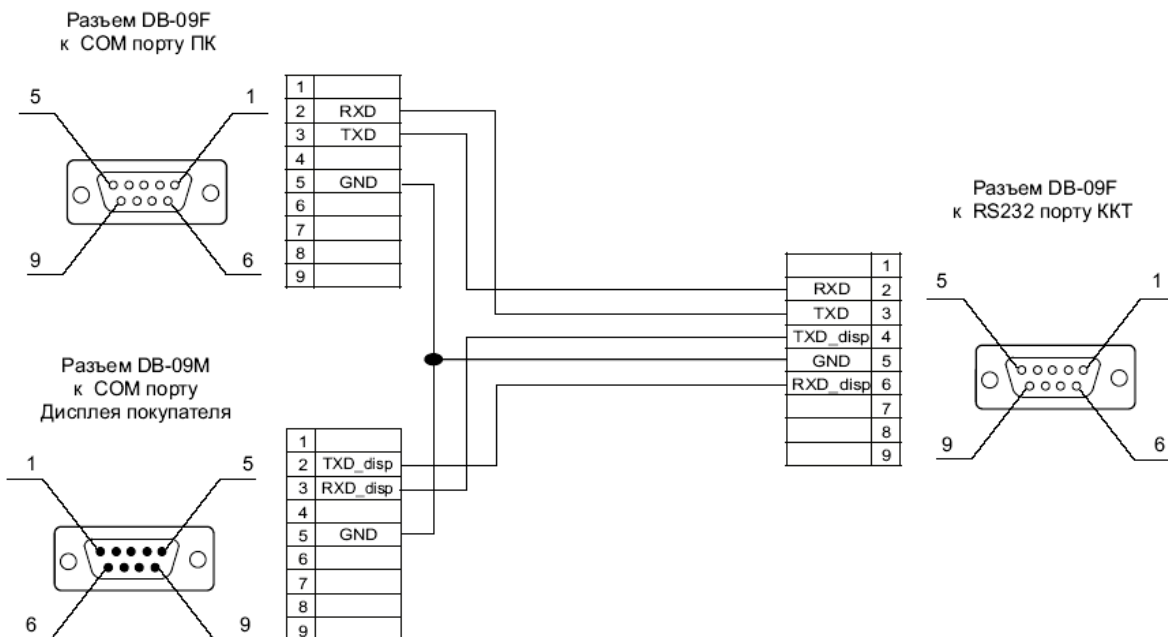 Разъем DB-09F
к COM порту ПК
5
1
9
6
1
2 RXD
3 TXD
4
5 GND
6
7
8
9
Разъем DB-09M
к COM порту
Дисплея покупателя
1
5
6
9
1
2 TXD_disp
3 RXD_disp
4
5 GND
6
7
8
9
Разъем DB-09F
к RS232 порту ККТ
1
RXD 2
TXD 3
TXD_disp 4
GND 5
RXD_disp 6
7
8
9
5
1
9
6